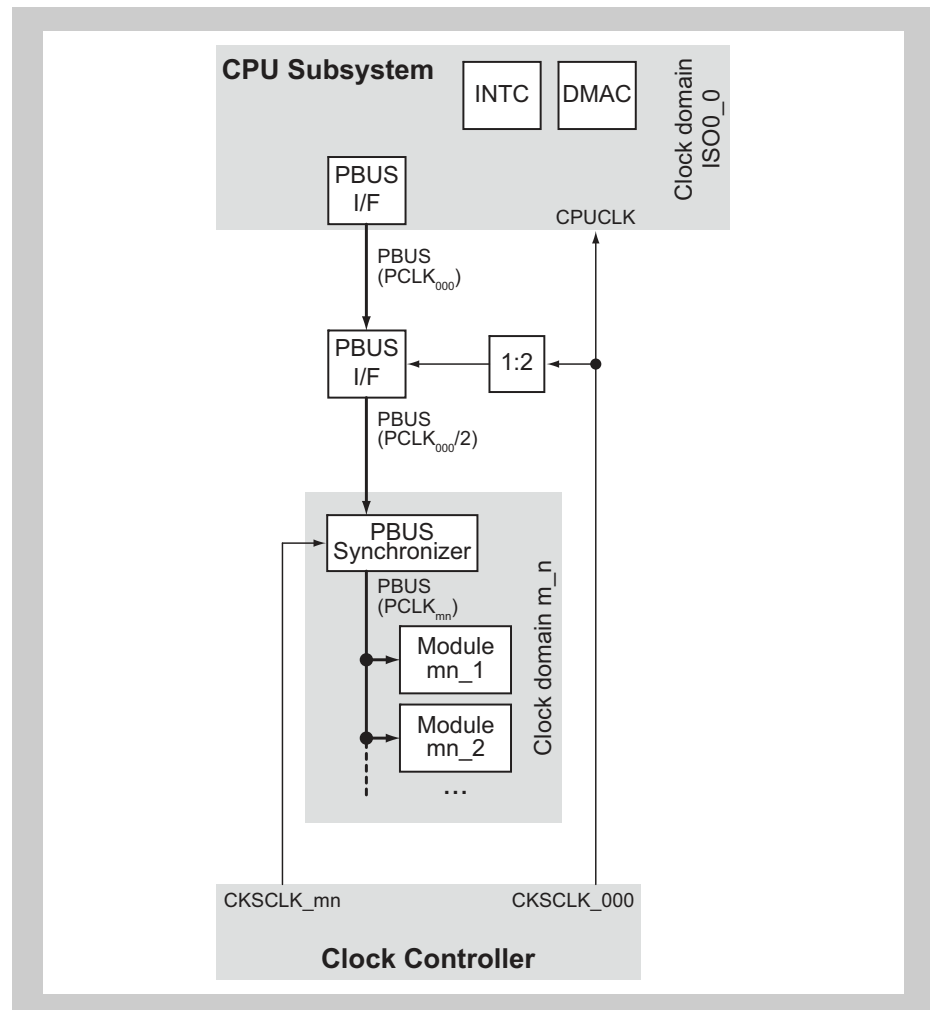 CPU Subsystem
INTC
DMAC
Clock domain
ISO0_0
PBUS
I/F
CPUCLK
PBUS
(PCLK000)
PBUS
I/F
1:2
PBUS
(PCLK000/2)
PBUS
Synchronizer
PBUS
(PCLKmn)
Module
mn_1
Module
mn_2
...
Clock domain m_n
CKSCLK_mn
CKSCLK_000
Clock Controller